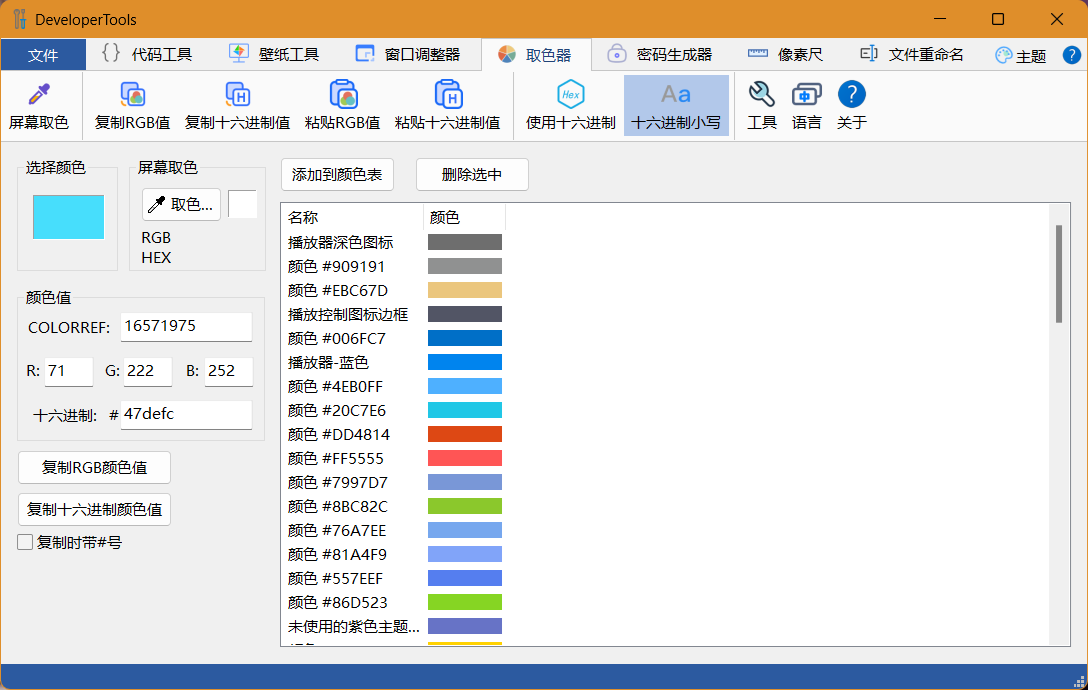 DeveloperTools
文件 代码工具 壁纸工具 窗口调整器 取色器 密码生成器 像素尺 文件重命名 主题 ?
屏幕取色 复制RGB值 复制十六进制值 粘贴RGB值 粘贴十六进制值 使用十六进制 十六进制小写 工具 语言 关于
H H Hex Aa 中 ?
选择颜色 屏幕取色
取色...
RGB
HEX
颜色值
COLORREF: 16571975
R: 71 G: 222 B: 252
十六进制: # 47defc
复制RGB颜色值
复制十六进制颜色值
复制时带#号
添加到颜色表 删除选中
名称 颜色
播放器深色图标
颜色 #909191
颜色 #EBC67D
播放控制图标边框
颜色 #006FC7
播放器-蓝色
颜色 #4EB0FF
颜色 #20C7E6
颜色 #DD4814
颜色 #FF5555
颜色 #7997D7
颜色 #8BC82C
颜色 #76A7EE
颜色 #81A4F9
颜色 #557EEF
颜色 #86D523
未使用的紫色主题...